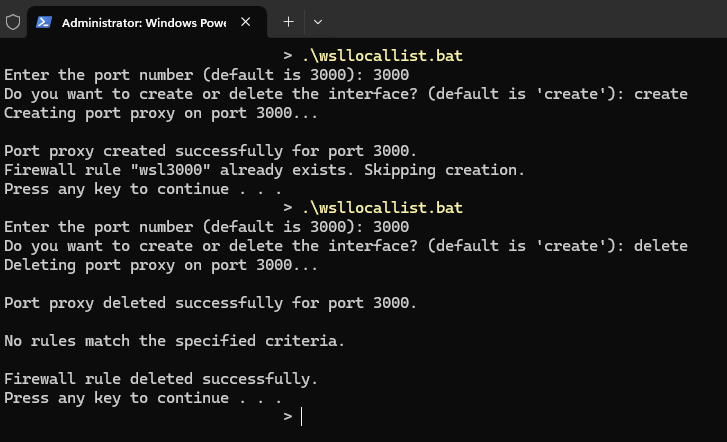 Administrator: Windows Powe
> .\wsllocallist.bat
Enter the port number (default is 3000): 3000
Do you want to create or delete the interface? (default is 'create'): create
Creating port proxy on port 3000...
Port proxy created successfully for port 3000.
Firewall rule "wsl3000" already exists. Skipping creation.
Press any key to continue . . .
> .\wsllocallist.bat
Enter the port number (default is 3000): 3000
Do you want to create or delete the interface? (default is 'create'): delete
Deleting port proxy on port 3000...
Port proxy deleted successfully for port 3000.
No rules match the specified criteria.
Firewall rule deleted successfully.
Press any key to continue . . .
>